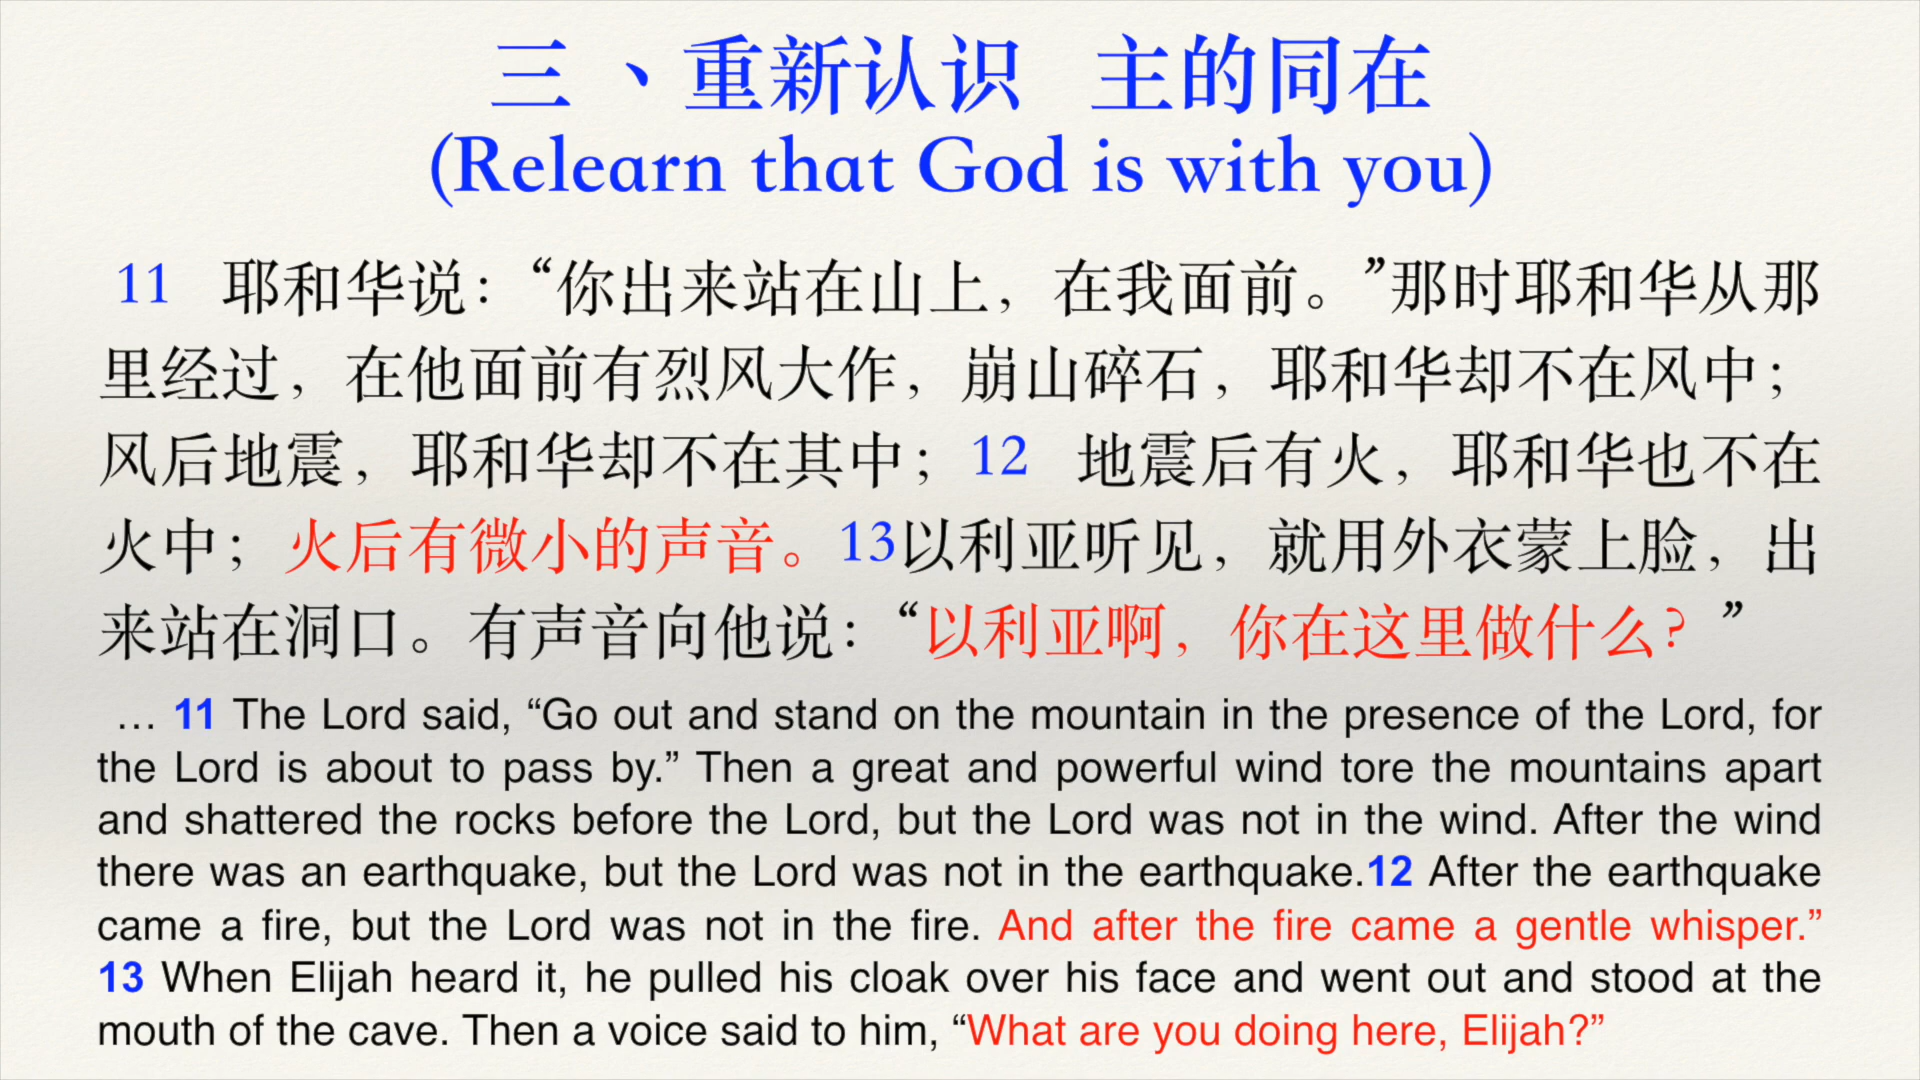 三、重新认识 主的同在
(Relearn that God is with you)
11 耶和华说：“你出来站在山上，在我面前。”那时耶和华从那
里经过，在他面前有烈风大作，崩山碎石，耶和华却不在风中；
风后地震，耶和华却不在其中；12 地震后有火，耶和华也不在
火中；火后有微小的声音。13以利亚听见，就用外衣蒙上脸，出
来站在洞口。有声音向他说：“以利亚啊，你在这里做什么？”
… 11 The Lord said, “Go out and stand on the mountain in the presence of the Lord, for
the Lord is about to pass by.” Then a great and powerful wind tore the mountains apart
and shattered the rocks before the Lord, but the Lord was not in the wind. After the wind
there was an earthquake, but the Lord was not in the earthquake.12 After the earthquake
came a fire, but the Lord was not in the fire. And after the fire came a gentle whisper.”
13 When Elijah heard it, he pulled his cloak over his face and went out and stood at the
mouth of the cave. Then a voice said to him, “What are you doing here, Elijah?”